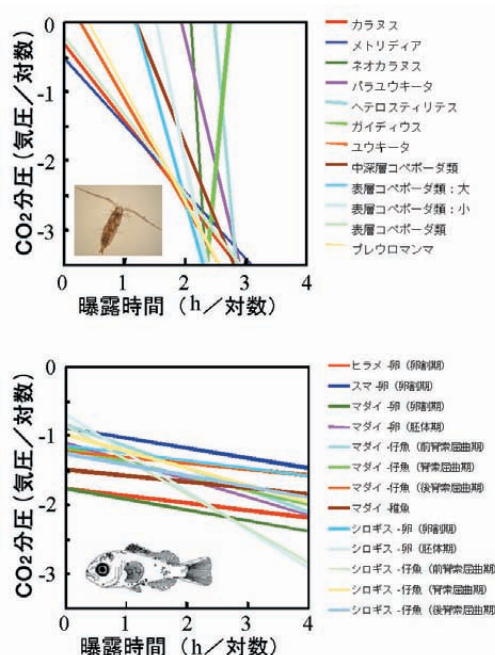 CO2分圧（気圧／対数）
0
-1
-2
-3
0
1
2
3
4
曝露時間（h／対数）
カラヌス
メトリディア
ネオカラヌス
パラユウキータ
ヘテロスティリテス
ガイディウス
ユウキータ
中深層コペポーダ類
表層コペポーダ類：大
表層コペポーダ類：小
表層コペポーダ類
プレウロマンマ
CO2分圧（気圧／対数）
0
-1
-2
-3
0
1
2
3
4
曝露時間（h／対数）
ヒラメ-卵（卵割期）
スマ-卵（卵割期）
マダイ-卵（卵割期）
マダイ-卵（胚体期）
マダイ-仔魚（前脊索屈曲期）
マダイ-仔魚（脊索屈曲期）
マダイ-仔魚（後脊索屈曲期）
マダイ-稚魚
シロギス-卵（卵割期）
シロギス-卵（胚体期）
シロギス-仔魚（前脊索屈曲期）
シロギス-仔魚（脊索屈曲期）
シロギス-仔魚（後脊索屈曲期）